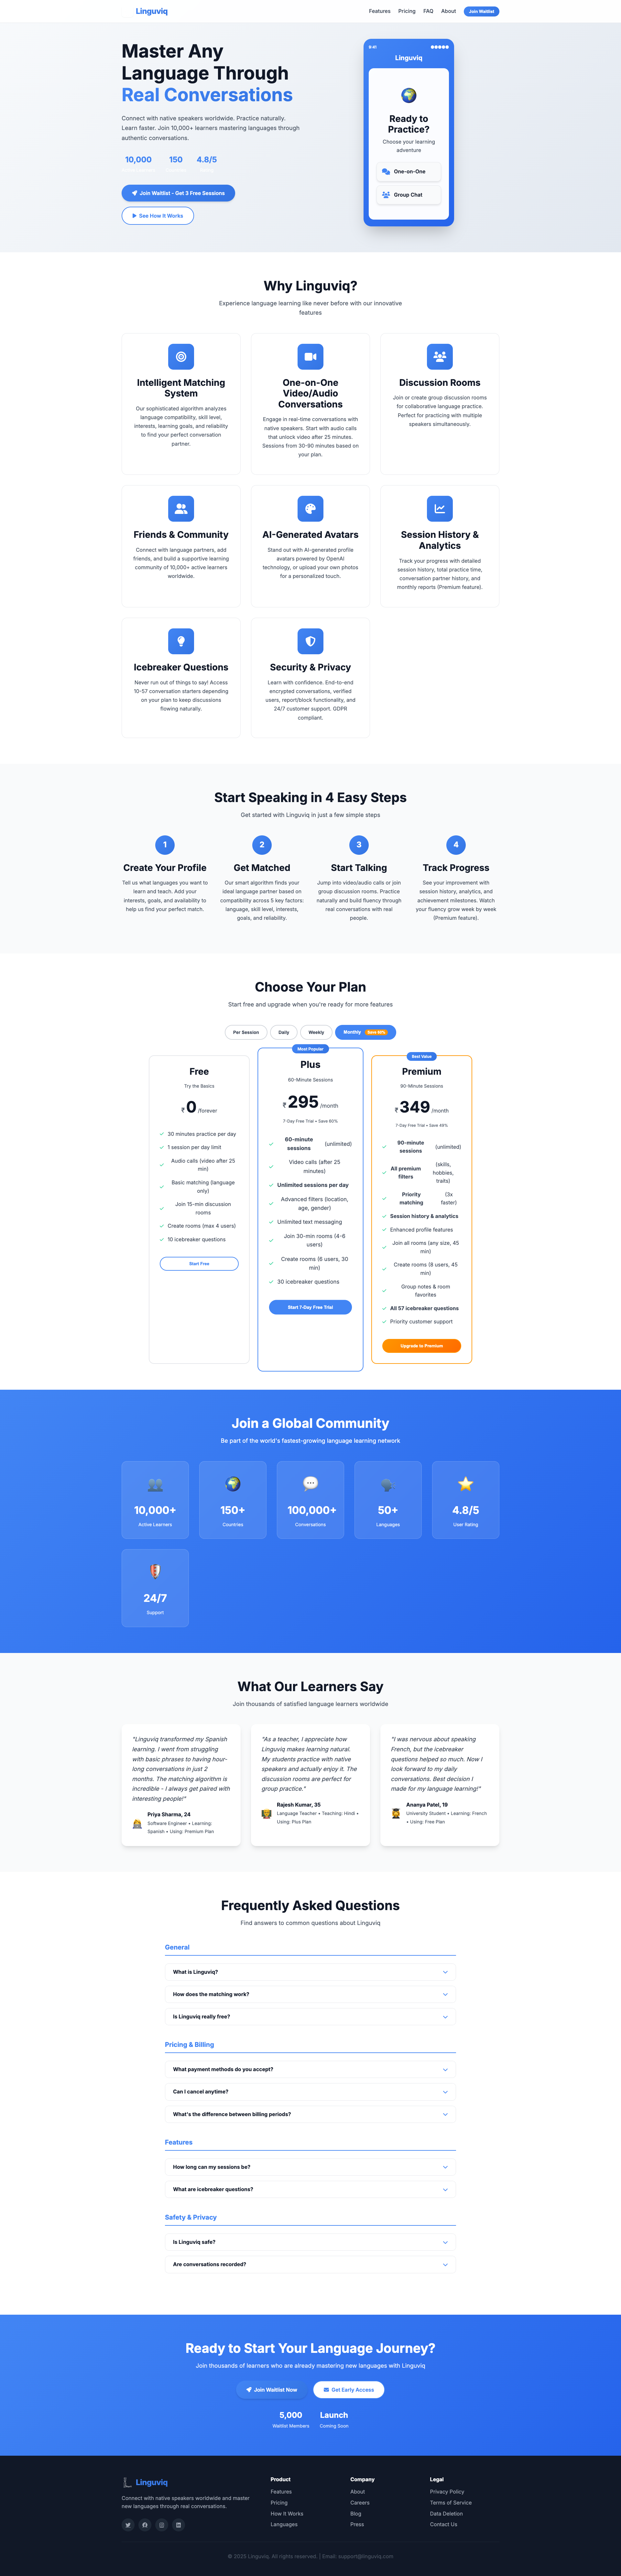 Linguviq
Features
Pricing
FAQ
About
Join Waitlist
Master Any
Language Through
Real Conversations
Connect with native speakers worldwide. Practice naturally.
Learn faster. Join 10,000+ learners mastering languages through
authentic conversations.
10,000
150
4.8/5
Join Waitlist - Get 3 Free Sessions
See How It Works
9:41
Linguviq
Ready to
Practice?
Choose your learning
adventure
One-on-One
Group Chat
Why Linguviq?
Experience language learning like never before with our innovative
features
Intelligent Matching
System
Our sophisticated algorithm analyzes
language compatibility, skill level,
interests, learning goals, and reliability
to find your perfect conversation
partner.
One-on-One
Video/Audio
Conversations
Engage in real-time conversations with
native speakers. Start with audio calls
that unlock video after 25 minutes.
Sessions from 30-90 minutes based on
your plan.
Discussion Rooms
Join or create group discussion rooms
for collaborative language practice.
Perfect for practicing with multiple
speakers simultaneously.
Friends & Community
Connect with language partners, add
friends, and build a supportive learning
community of 10,000+ active learners
worldwide.
AI-Generated Avatars
Stand out with AI-generated profile
avatars powered by OpenAI
technology, or upload your own photos
for a personalized touch.
Session History &
Analytics
Track your progress with detailed
session history, total practice time,
conversation partner history, and
monthly reports (Premium feature).
Icebreaker Questions
Never run out of things to say! Access
10-57 conversation starters depending
on your plan to keep discussions
flowing naturally.
Security & Privacy
Learn with confidence. End-to-end
encrypted conversations, verified
users, report/block functionality, and
24/7 customer support. GDPR
compliant.
Start Speaking in 4 Easy Steps
Get started with Linguviq in just a few simple steps
1
Create Your Profile
Tell us what languages you want to
learn and teach. Add your
interests, goals, and availability to
help us find your perfect match.
2
Get Matched
Our smart algorithm finds your
ideal language partner based on
compatibility across 5 key factors:
language, skill level, interests,
goals, and reliability.
3
Start Talking
Jump into video/audio calls or join
group discussion rooms. Practice
naturally and build fluency through
real conversations with real
people.
4
Track Progress
See your improvement with
session history, analytics, and
achievement milestones. Watch
your fluency grow week by week
(Premium feature).
Choose Your Plan
Start free and upgrade when you're ready for more features
Per Session
Daily
Weekly
Monthly
Save 60%
Free
Try the Basics
₹0/forever
30 minutes practice per day
1 session per day limit
Audio calls (video after 25
min)
Basic matching (language
only)
Join 15-min discussion
rooms
Create rooms (max 4 users)
10 icebreaker questions
Start Free
Most Popular
Plus
60-Minute Sessions
₹295/month
7-Day Free Trial • Save 60%
60-minute
sessions
(unlimited)
Video calls (after 25
minutes)
Unlimited sessions per day
Advanced filters (location,
age, gender)
Unlimited text messaging
Join 30-min rooms (4-6
users)
Create rooms (6 users, 30
min)
30 icebreaker questions
Start 7-Day Free Trial
Best Value
Premium
90-Minute Sessions
₹349/month
7-Day Free Trial • Save 49%
90-minute
sessions
(unlimited)
All premium
filters
(skills,
hobbies,
traits)
Priority
matching
(3x
faster)
Session history & analytics
Enhanced profile features
Join all rooms (any size, 45
min)
Create rooms (8 users, 45
min)
Group notes & room
favorites
All 57 icebreaker questions
Priority customer support
Upgrade to Premium
Join a Global Community
Be part of the world's fastest-growing language learning network
10,000+
Active Learners
150+
Countries
100,000+
Conversations
50+
Languages
4.8/5
User Rating
24/7
Support
What Our Learners Say
Join thousands of satisfied language learners worldwide
"Linguviq transformed my Spanish
learning. I went from struggling
with basic phrases to having hour-
long conversations in just 2
months. The matching algorithm is
incredible - I always get paired with
interesting people!"
Priya Sharma, 24
Software Engineer • Learning:
Spanish • Using: Premium Plan
"As a teacher, I appreciate how
Linguviq makes learning natural.
My students practice with native
speakers and actually enjoy it. The
discussion rooms are perfect for
group practice."
Rajesh Kumar, 35
Language Teacher • Teaching: Hindi •
Using: Plus Plan
"I was nervous about speaking
French, but the icebreaker
questions helped so much. Now I
look forward to my daily
conversations. Best decision I
made for my language learning!"
Ananya Patel, 19
University Student • Learning: French
• Using: Free Plan
Frequently Asked Questions
Find answers to common questions about Linguviq
General
What is Linguviq?
How does the matching work?
Is Linguviq really free?
Pricing & Billing
What payment methods do you accept?
Can I cancel anytime?
What's the difference between billing periods?
Features
How long can my sessions be?
What are icebreaker questions?
Safety & Privacy
Is Linguviq safe?
Are conversations recorded?
Ready to Start Your Language Journey?
Join thousands of learners who are already mastering new languages with Linguviq
Join Waitlist Now
Get Early Access
5,000
Waitlist Members
Launch
Coming Soon
Linguviq
Connect with native speakers worldwide and master
new languages through real conversations.
Product
Features
Pricing
How It Works
Languages
Company
About
Careers
Blog
Press
Legal
Privacy Policy
Terms of Service
Data Deletion
Contact Us
© 2025 Linguviq. All rights reserved. | Email: support@linguviq.com